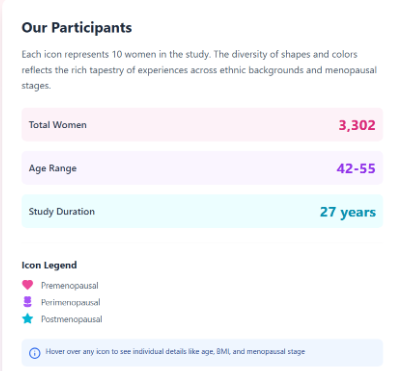 Our Participants
Each icon represents 10 women in the study. The diversity of shapes and colors
reflects the rich tapestry of experiences across ethnic backgrounds and menopausal
stages.
Total Women 3,302
Age Range 42-55
Study Duration 27 years
Icon Legend
Premenopausal
Perimenopausal
Postmenopausal
Hover over any icon to see individual details like age, BMI, and menopausal stage